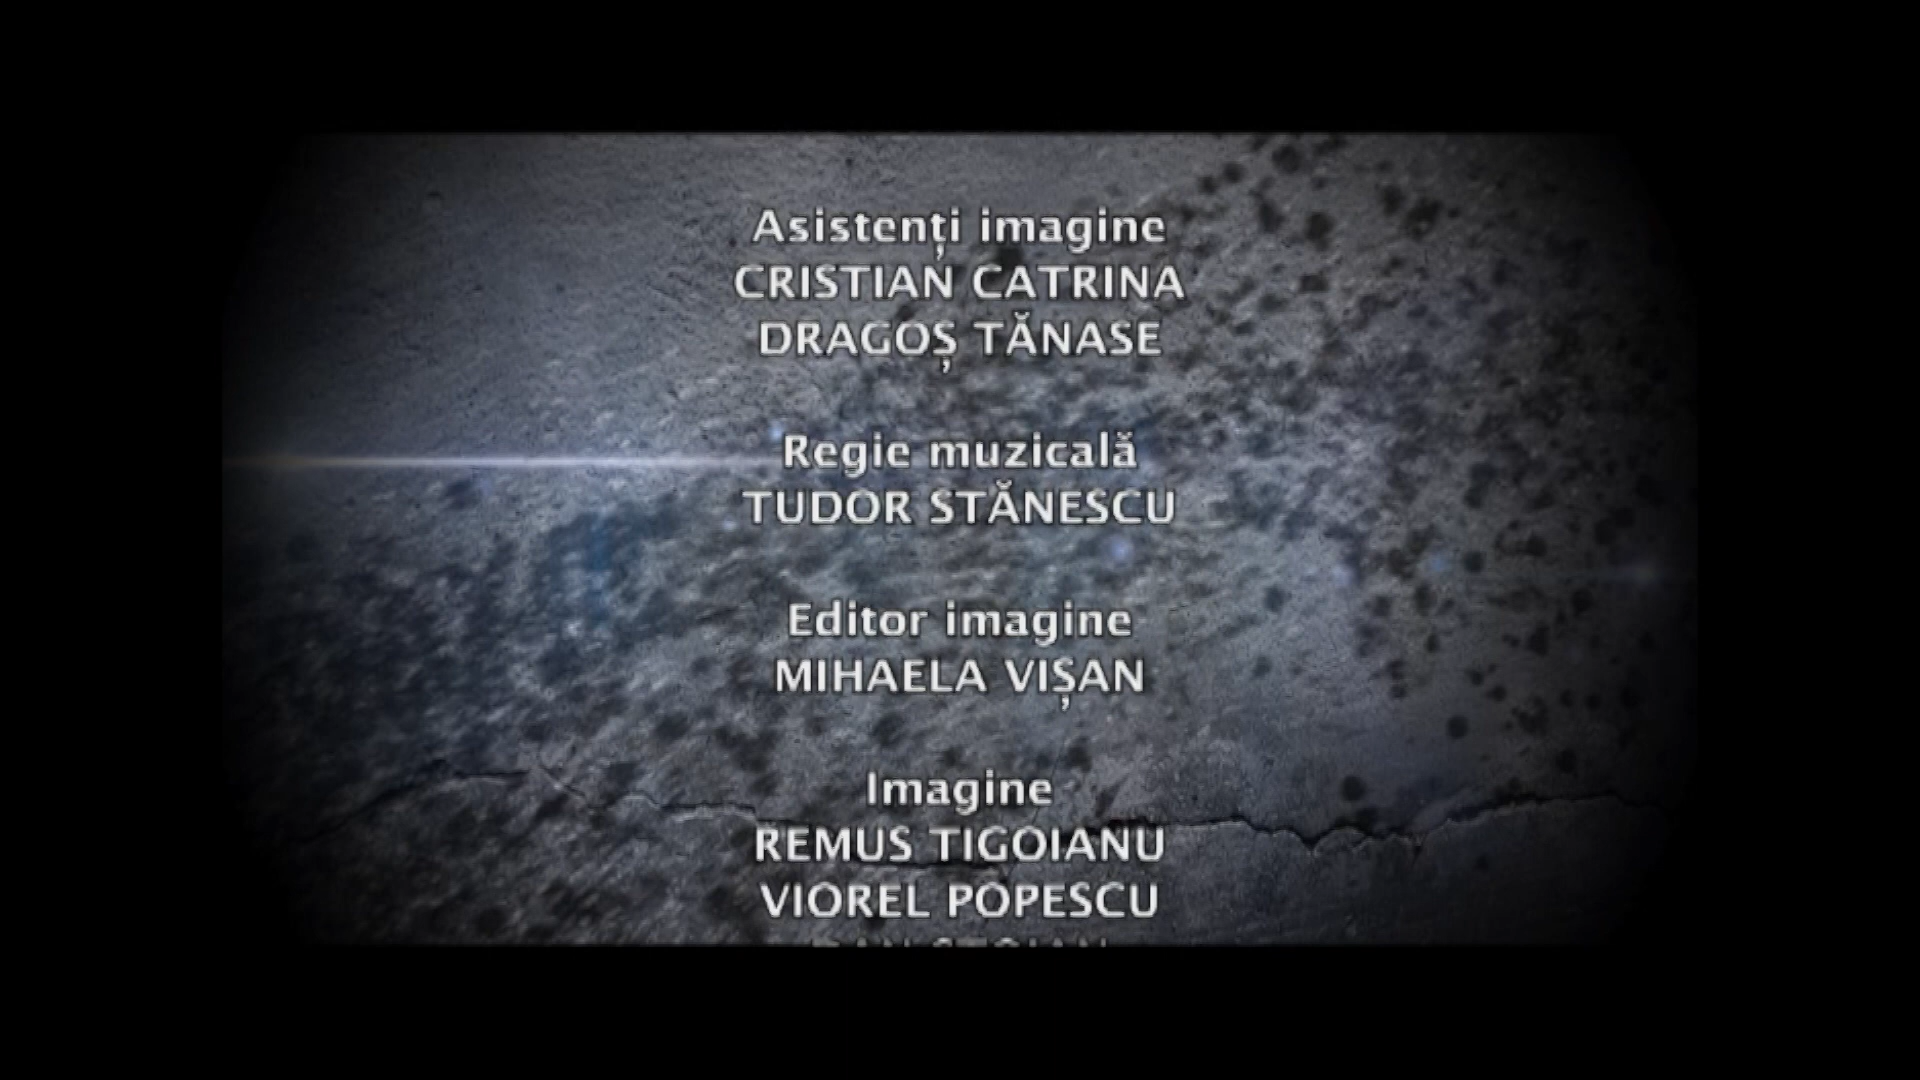 Asistenți imagine
CRISTIAN CATRINA
DRAGOȘ TĂNASE
Regie muzicală
TUDOR STĂNESCU
Editor imagine
MIHAELA VIȘAN
Imagine
REMUS TIGOIANU
VIOREL POPESCU